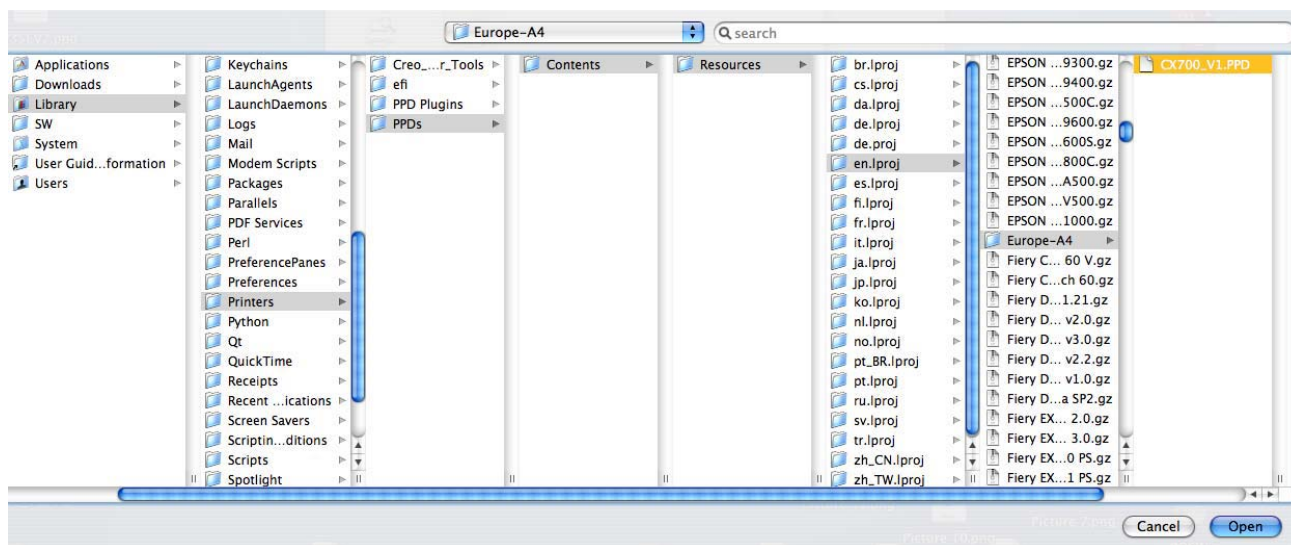 Europe-A4
search
Applications
Downloads
Library
SW
System
User Guid...formation
Users
Keychains
LaunchAgents
LaunchDaemons
Logs
Mail
Modem Scripts
Packages
Parallels
PDF Services
Perl
PreferencePanes
Preferences
Printers
Python
Qt
QuickTime
Receipts
Recent ...ications
Screen Savers
Scriptin...ditions
Scripts
Spotlight
Creo_...r_Tools
efi
PPD Plugins
PPDs
Contents
Resources
br.lproj
cs.lproj
da.lproj
de.lproj
de.proj
en.lproj
es.lproj
fi.lproj
fr.lproj
it.lproj
ja.lproj
jp.lproj
ko.lproj
nl.lproj
no.lproj
pt_BR.lproj
pt.lproj
ru.lproj
sv.lproj
tr.lproj
zh_CN.lproj
zh_TW.lproj
EPSON ...9300.gz
EPSON ...9400.gz
EPSON ...500C.gz
EPSON ...9600.gz
EPSON ...600S.gz
EPSON ...800C.gz
EPSON ...A500.gz
EPSON ...V500.gz
EPSON ...1000.gz
Europe-A4
Fiery C... 60 V.gz
Fiery C...ch 60.gz
Fiery D...1.21.gz
Fiery D... v2.0.gz
Fiery D... v3.0.gz
Fiery D... v2.2.gz
Fiery D... v1.0.gz
Fiery D...a SP2.gz
Fiery EX... 2.0.gz
Fiery EX... 3.0.gz
Fiery EX...0 PS.gz
Fiery EX...1 PS.gz
CX700_V1.PPD
Cancel
Open